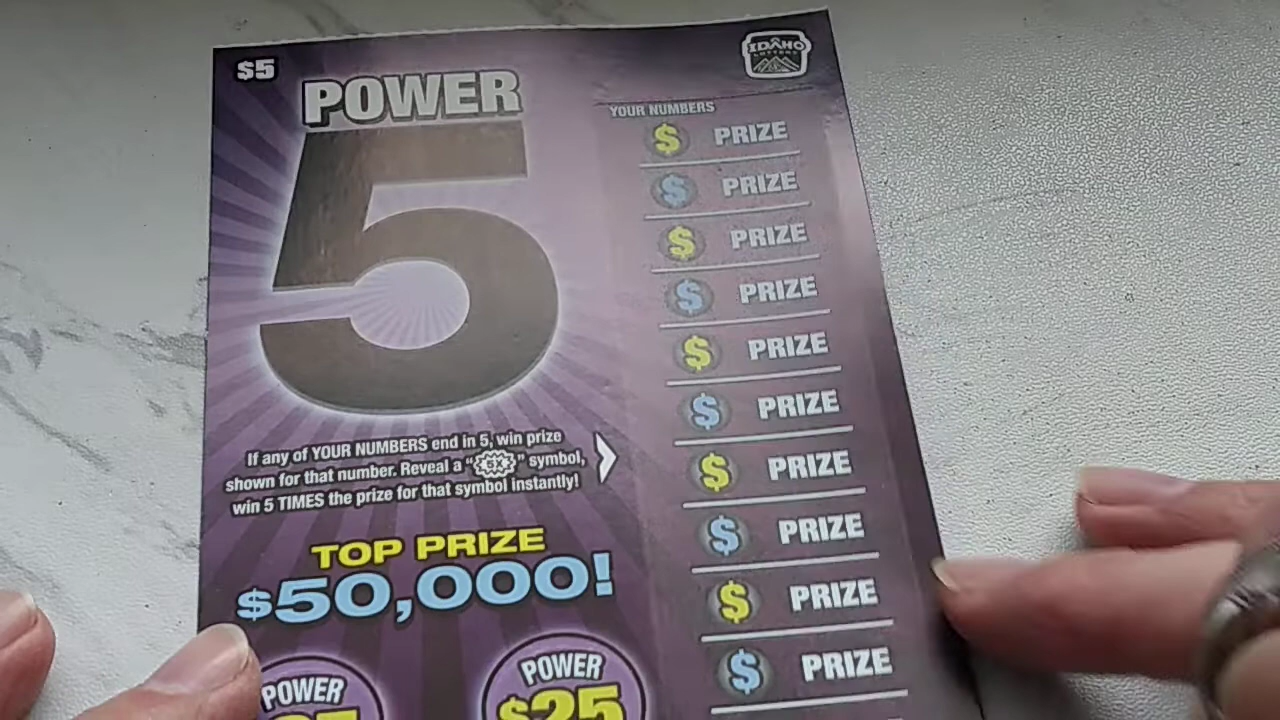 $5
IDAHO
LOTTERY
POWER
5
YOUR NUMBERS
$ PRIZE
$ PRIZE
$ PRIZE
$ PRIZE
$ PRIZE
$ PRIZE
$ PRIZE
$ PRIZE
$ PRIZE
$ PRIZE
If any of YOUR NUMBERS end in 5, win prize
shown for that number. Reveal a "5X" symbol,
win 5 TIMES the prize for that symbol instantly!
TOP PRIZE
$50,000!
POWER
POWER
$25